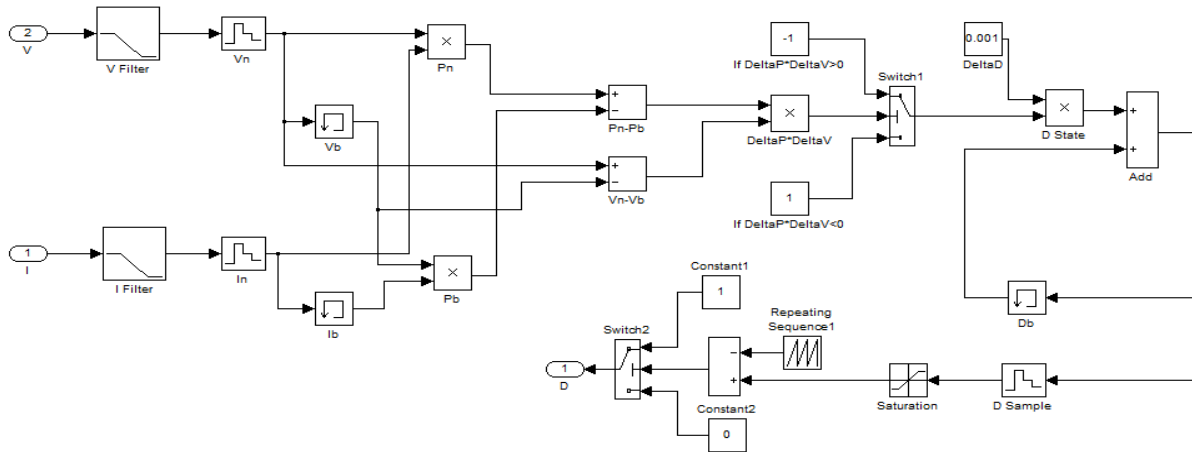 2
V
V Filter
Vn
Vb
Pn
-1
If DeltaP*DeltaV>0
Switch1
0.001
DeltaD
Pn-Pb
DeltaP*DeltaV
D State
Add
Vn-Vb
1
If DeltaP*DeltaV<0
1
I
I Filter
In
Ib
Pb
Constant1
1
Repeating
Sequence1
Switch2
Db
1
D
Saturation
D Sample
Constant2
0